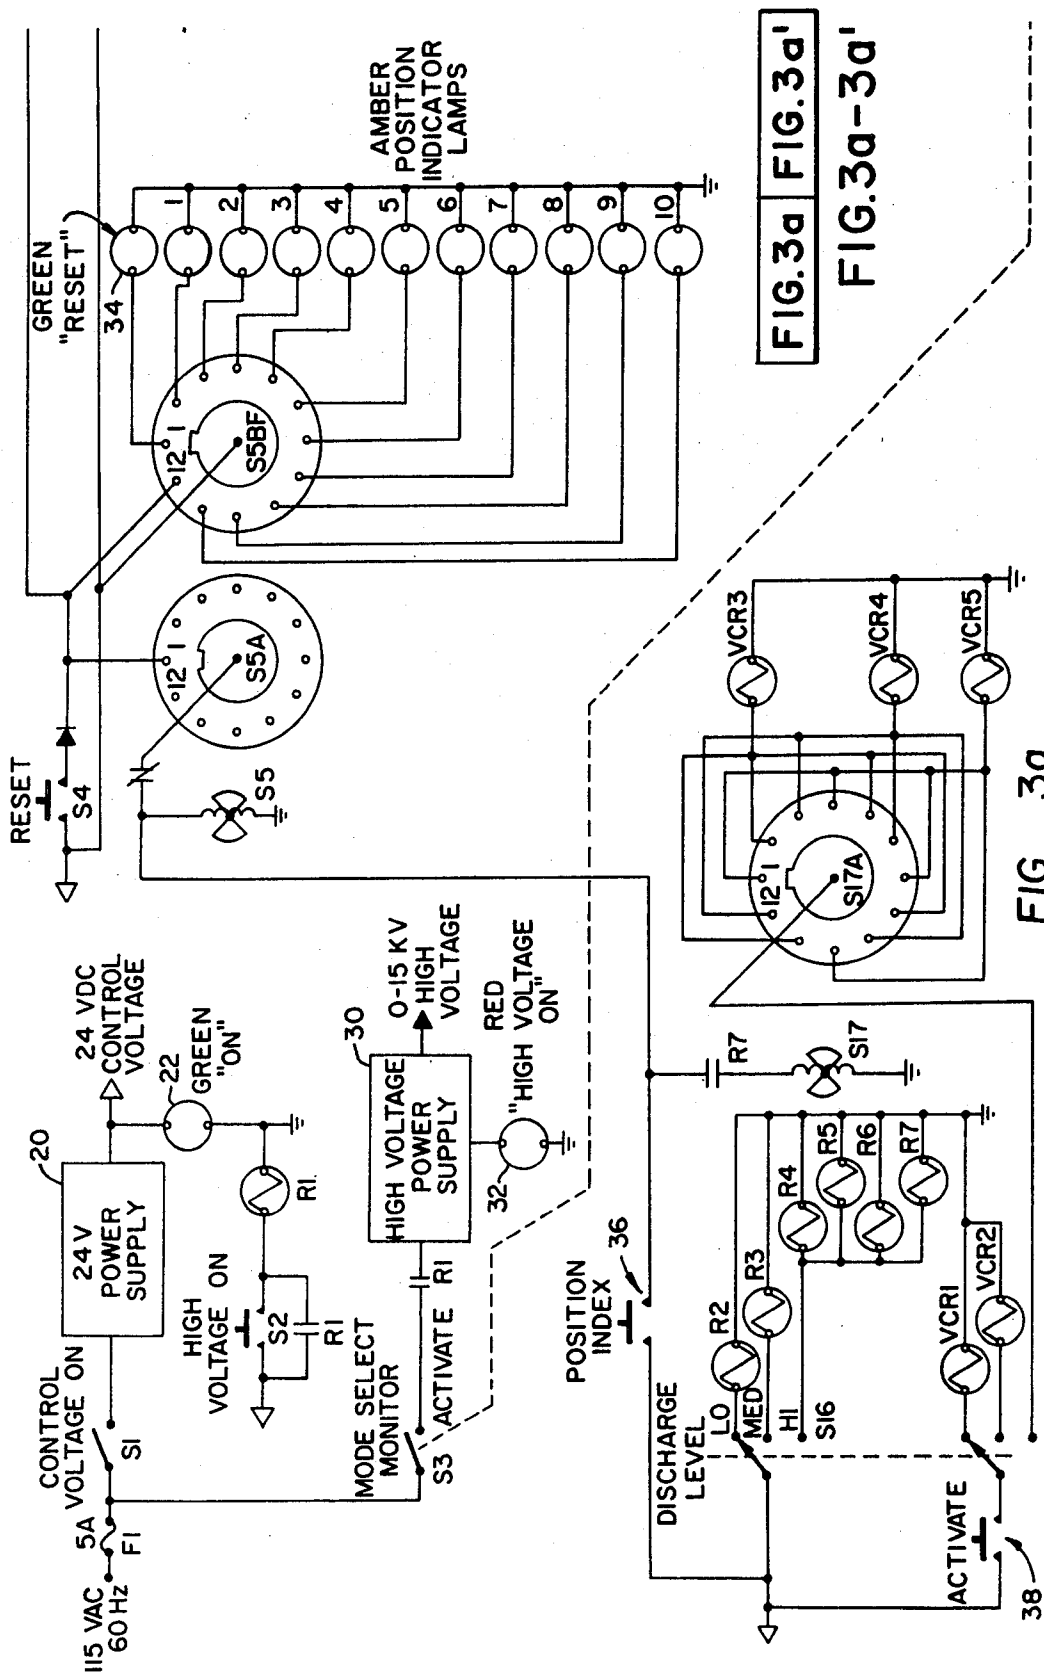 115 VAC
60 Hz
5A
F1
CONTROL
VOLTAGE ON
S1
20
24V
POWER
SUPPLY
24 VDC
CONTROL
VOLTAGE
22
GREEN
"ON"
HIGH
VOLTAGE ON
S2
R1
R1.
MODE SELECT
MONITOR
S3
ACTIVATE
R1
30
HIGH VOLTAGE
POWER
SUPPLY
0-15 KV
HIGH
VOLTAGE
32
RED
"HIGH VOLTAGE
ON"
RESET
S4
S5
12
1
S5A
12
1
S5BF
GREEN
"RESET"
34
1
2
3
4
5
6
7
8
9
10
AMBER
POSITION
INDICATOR
LAMPS
POSITION
INDEX
36
DISCHARGE
LEVEL
LO
MED
HI
S16
R2
R3
R4
R5
R6
R7
VCR1
VCR2
ACTIVATE
38
R7
S17
12
1
S17A
VCR3
VCR4
VCR5
FIG. 3a
FIG.3a
FIG.3a'
FIG.3a-3a'